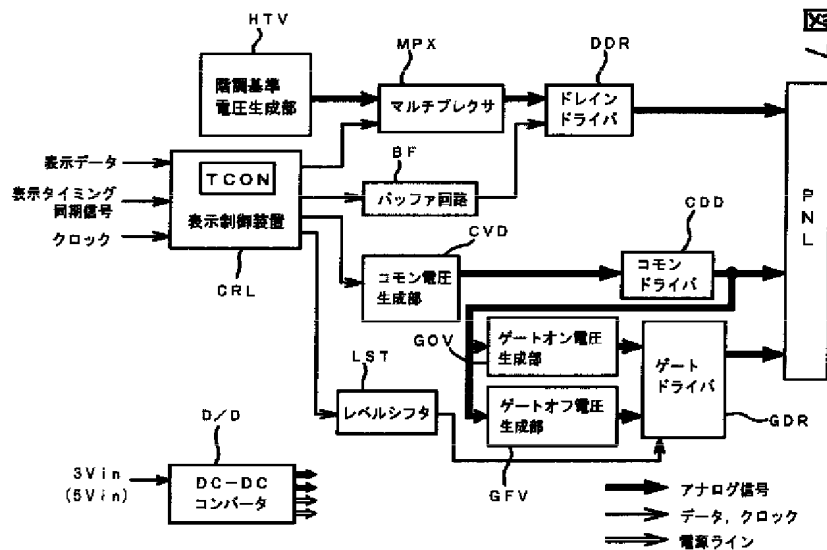 HTV
MPX
DDR
階調基準
電圧生成部
マルチプレクサ
ドレイン
ドライバ
表示データ
表示タイミング
同期信号
クロック
TCON
表示制御装置
CRL
BF
バッファ回路
CVD
コモン電圧
生成部
CDD
コモン
ドライバ
PNL
GOV
ゲートオン電圧
生成部
ゲート
ドライバ
LST
レベルシフタ
ゲートオフ電圧
生成部
GDR
GFV
D/D
3Vin
(5Vin)
DC-DC
コンバータ
アナログ信号
データ，クロック
電源ライン